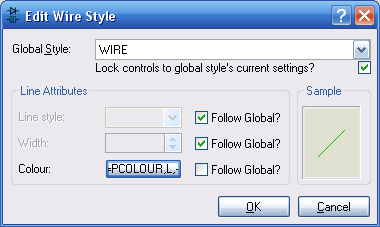 Edit Wire Style
Global Style: WIRE
Lock controls to global style's current settings?
Line Attributes
Sample
Line style: Follow Global?
Width: Follow Global?
Colour: =PCOLOUR,L,- Follow Global?
OK Cancel